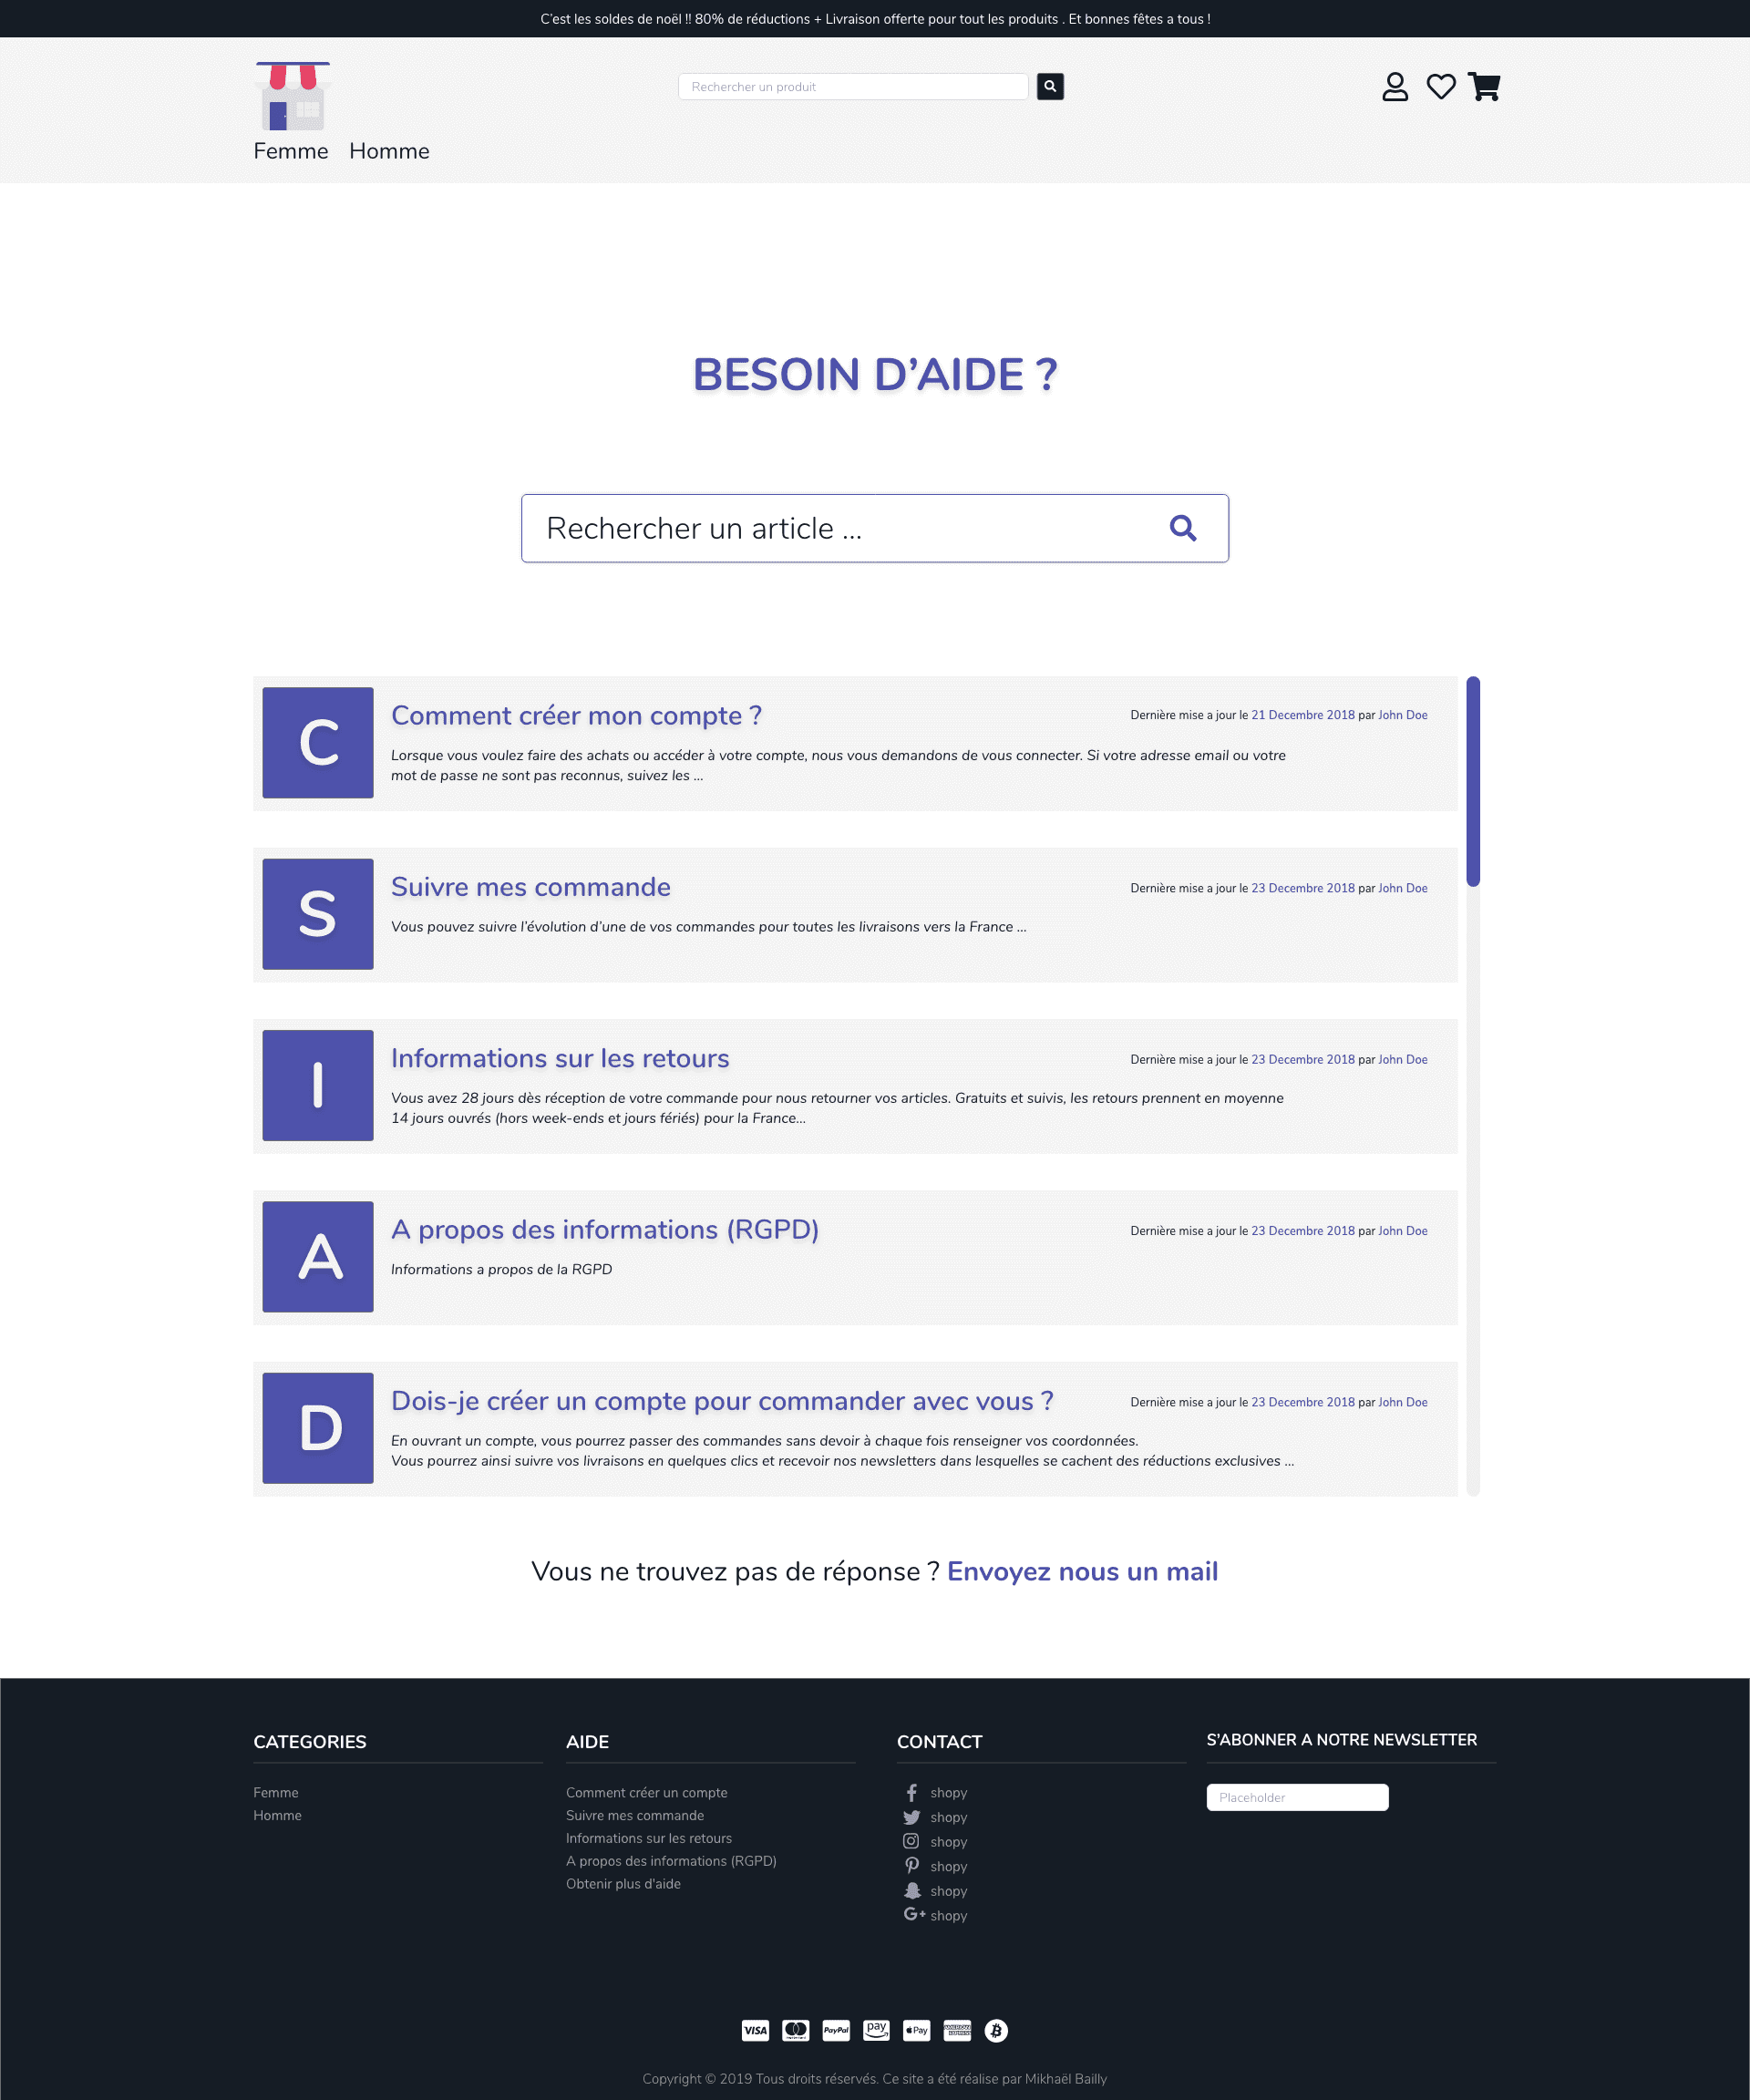 C'est les soldes de noël !! 80% de réductions + Livraison offerte pour tout les produits . Et bonnes fêtes a tous !
Rechercher un produit
Femme Homme
BESOIN D'AIDE ?
Rechercher un article ...
C
Comment créer mon compte ?
Dernière mise a jour le 21 Decembre 2018 par John Doe
Lorsque vous voulez faire des achats ou accéder à votre compte, nous vous demandons de vous connecter. Si votre adresse email ou votre
mot de passe ne sont pas reconnus, suivez les ...
S
Suivre mes commande
Dernière mise a jour le 23 Decembre 2018 par John Doe
Vous pouvez suivre l'évolution d'une de vos commandes pour toutes les livraisons vers la France ...
I
Informations sur les retours
Dernière mise a jour le 23 Decembre 2018 par John Doe
Vous avez 28 jours dès réception de votre commande pour nous retourner vos articles. Gratuits et suivis, les retours prennent en moyenne
14 jours ouvrés (hors week-ends et jours fériés) pour la France...
A
A propos des informations (RGPD)
Dernière mise a jour le 23 Decembre 2018 par John Doe
Informations a propos de la RGPD
D
Dois-je créer un compte pour commander avec vous ?
Dernière mise a jour le 23 Decembre 2018 par John Doe
En ouvrant un compte, vous pourrez passer des commandes sans devoir à chaque fois renseigner vos coordonnées.
Vous pourrez ainsi suivre vos livraisons en quelques clics et recevoir nos newsletters dans lesquelles se cachent des réductions exclusives ...
Vous ne trouvez pas de réponse ? Envoyez nous un mail
CATEGORIES
Femme
Homme
AIDE
Comment créer un compte
Suivre mes commande
Informations sur les retours
A propos des informations (RGPD)
Obtenir plus d'aide
CONTACT
shopy
shopy
shopy
shopy
shopy
G+ shopy
S'ABONNER A NOTRE NEWSLETTER
Placeholder
VISA PayPal pay Pay AMERICAN EXPRESS
Copyright © 2019 Tous droits réservés. Ce site a été réalise par Mikhaël Bailly